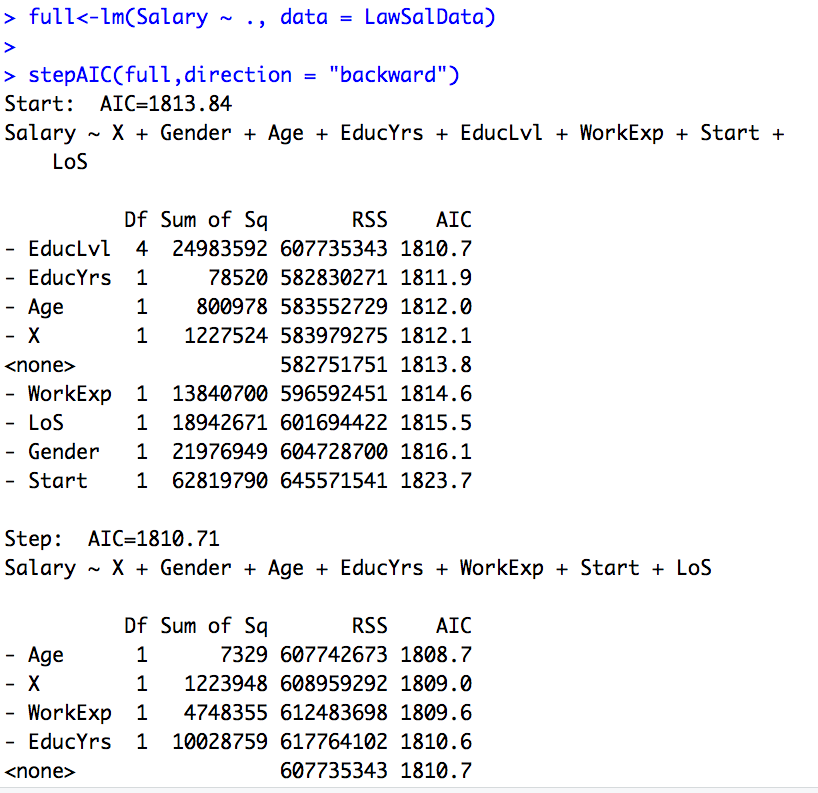 > full<-lm(Salary ~ ., data = LawSalData)
>
> stepAIC(full,direction = "backward")
Start:  AIC=1813.84
Salary ~ X + Gender + Age + EducYrs + EducLvl + WorkExp + Start +
    LoS
          Df Sum of Sq       RSS    AIC
- EducLvl  4  24983592 607735343 1810.7
- EducYrs  1     78520 582830271 1811.9
- Age      1    800978 583552729 1812.0
- X        1   1227524 583979275 1812.1
<none>                 582751751 1813.8
- WorkExp  1  13840700 596592451 1814.6
- LoS      1  18942671 601694422 1815.5
- Gender   1  21976949 604728700 1816.1
- Start    1  62819790 645571541 1823.7
Step:  AIC=1810.71
Salary ~ X + Gender + Age + EducYrs + WorkExp + Start + LoS
          Df Sum of Sq       RSS    AIC
- Age      1      7329 607742673 1808.7
- X        1   1223948 608959292 1809.0
- WorkExp  1   4748355 612483698 1809.6
- EducYrs  1  10028759 617764102 1810.6
<none>                 607735343 1810.7